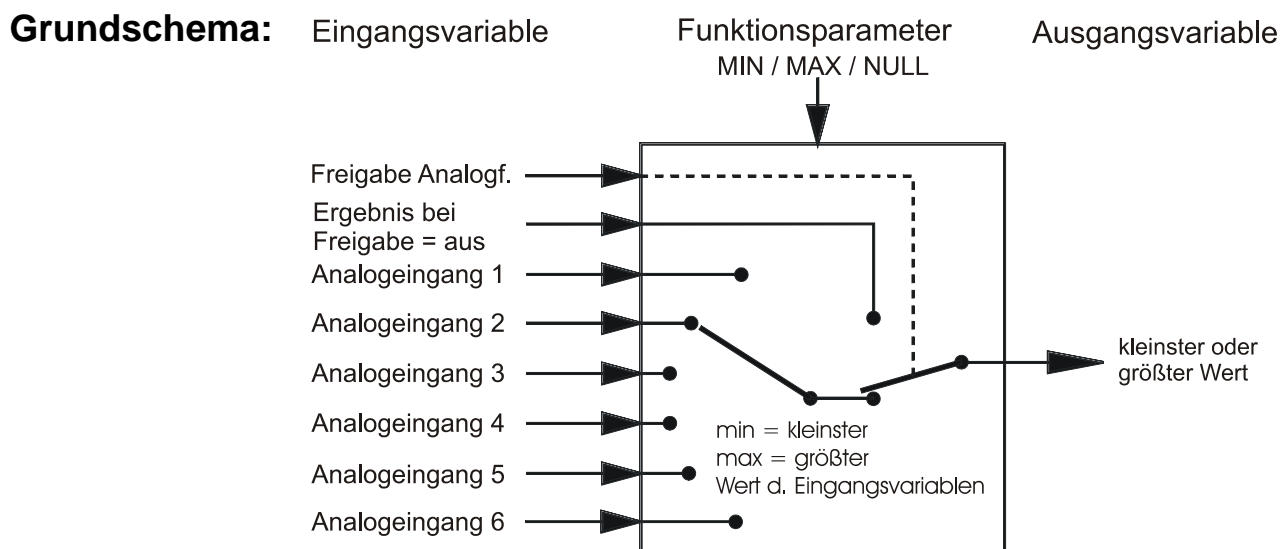 Grundschema: Eingangsvariable Funktionsparameter Ausgangsvariable
MIN / MAX / NULL
Freigabe Analogf.
Ergebnis bei
Freigabe = aus
Analogeingang 1
Analogeingang 2
Analogeingang 3
Analogeingang 4
Analogeingang 5
Analogeingang 6
min = kleinster
max = größter
Wert d. Eingangsvariablen
kleinster oder
größter Wert